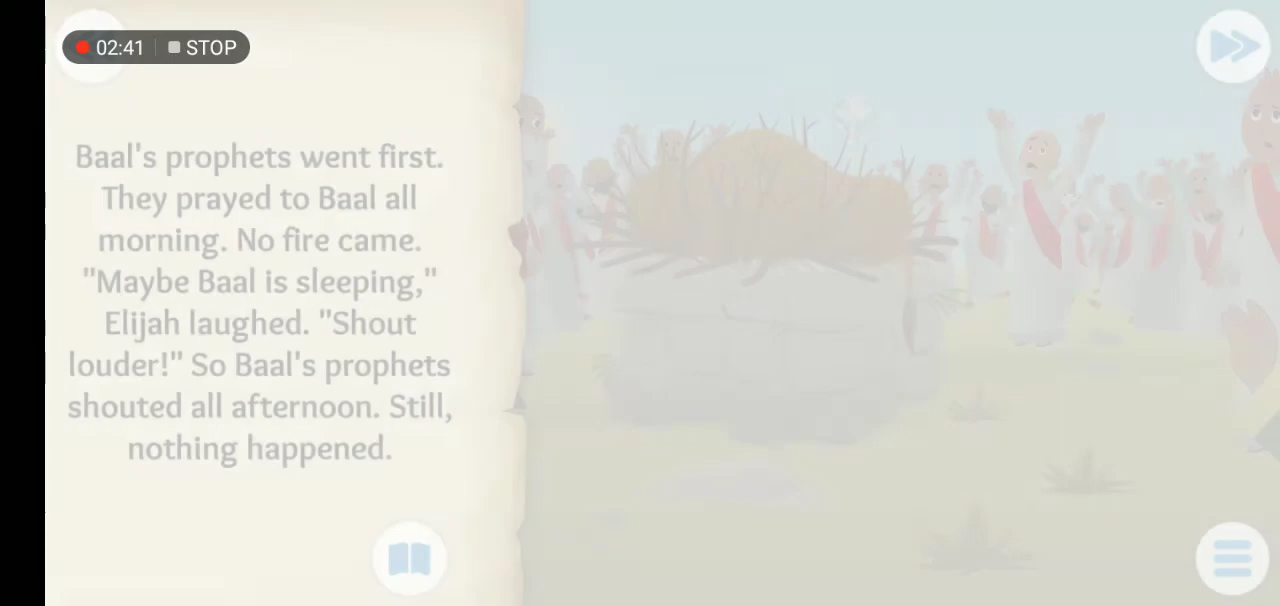 02:41 STOP
Baal's prophets went first.
They prayed to Baal all
morning. No fire came.
"Maybe Baal is sleeping,"
Elijah laughed. "Shout
louder!" So Baal's prophets
shouted all afternoon. Still,
nothing happened.